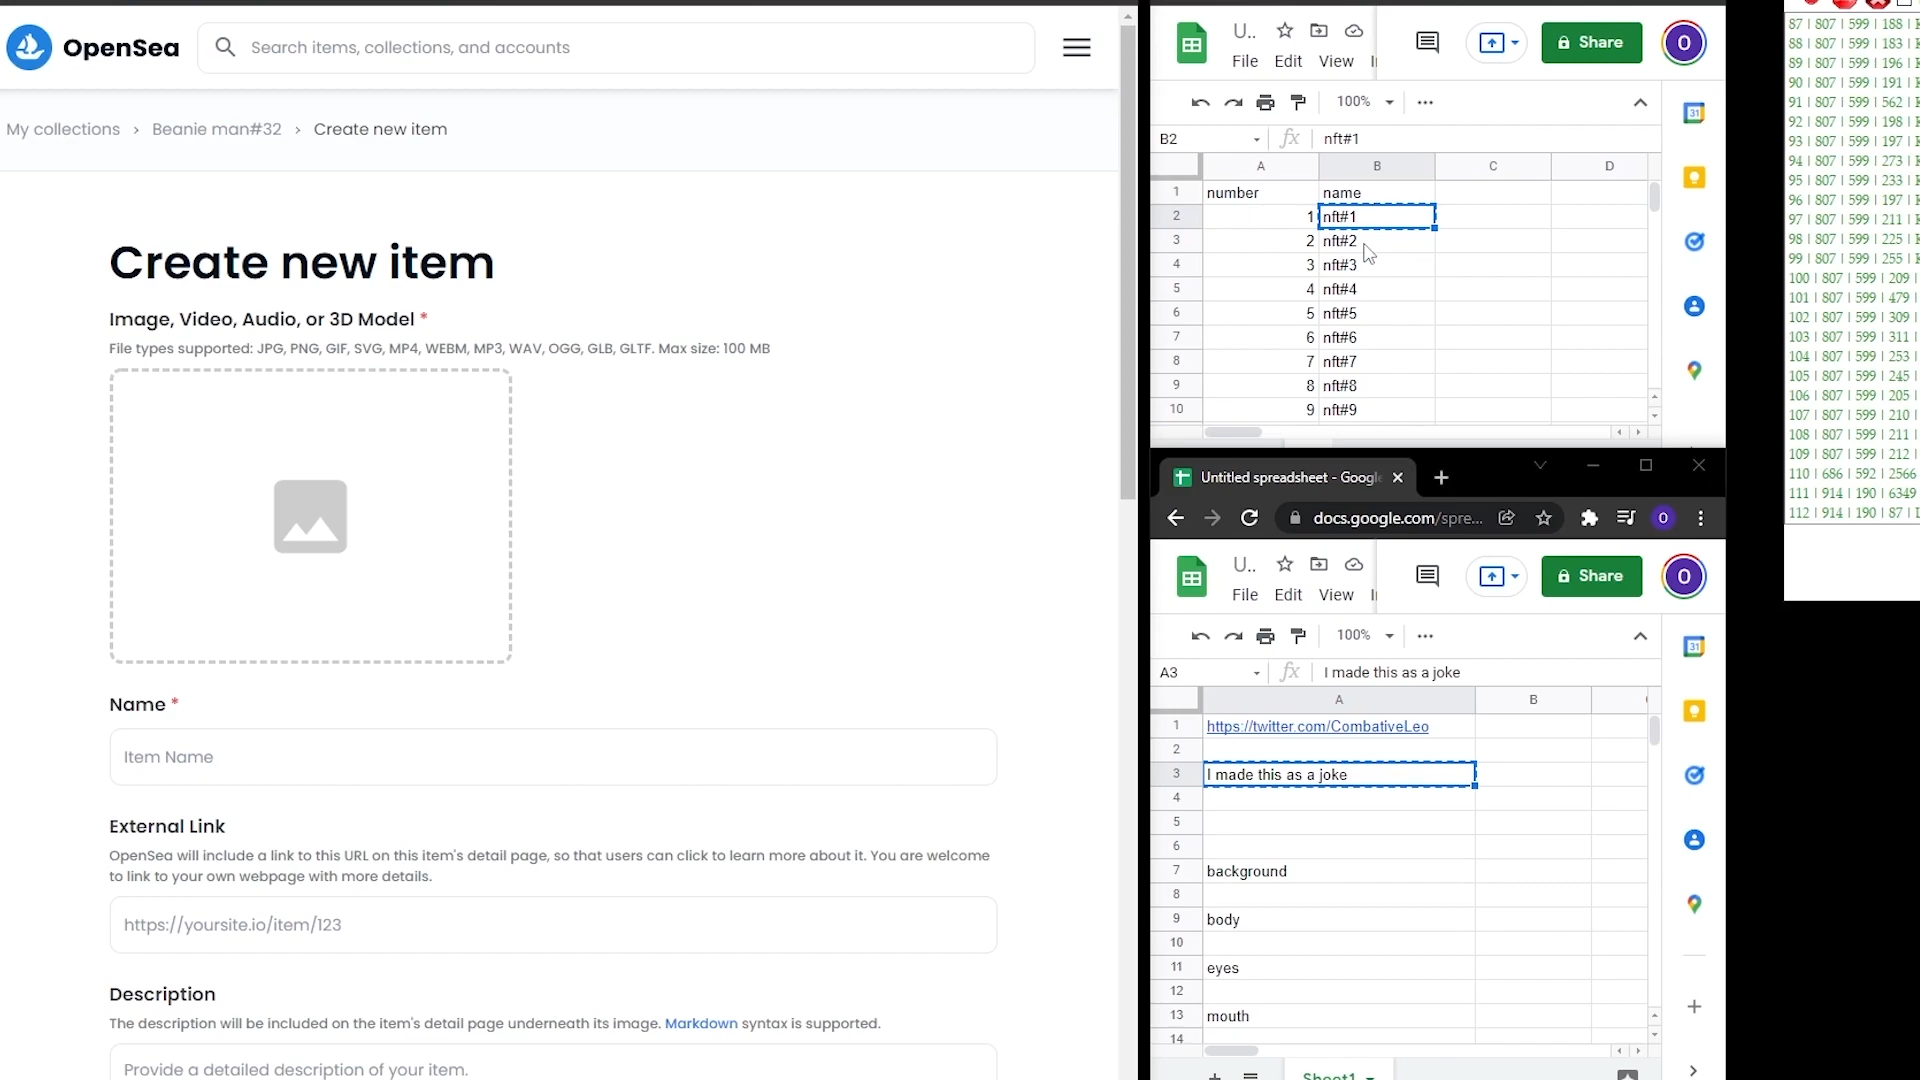 OpenSea
Search items, collections, and accounts
My collections › Beanie man#32 › Create new item
Create new item
Image, Video, Audio, or 3D Model *
File types supported: JPG, PNG, GIF, SVG, MP4, WEBM, MP3, WAV, OGG, GLB, GLTF. Max size: 100 MB
Name *
Item Name
External Link
OpenSea will include a link to this URL on this item's detail page, so that users can click to learn more about it. You are welcome
to link to your own webpage with more details.
https://yoursite.io/item/123
Description
The description will be included on the item's detail page underneath its image. Markdown syntax is supported.
Provide a detailed description of your item.
U..
Share
O
File Edit View
100%
31
B2 fx nft#1
A B C D
1 number name
2 1 nft#1
3 2 nft#2
4 3 nft#3
5 4 nft#4
6 5 nft#5
7 6 nft#6
8 7 nft#7
9 8 nft#8
10 9 nft#9
Untitled spreadsheet - Google
docs.google.com/spre...
O
U..
Share
O
File Edit View
100%
31
A3 fx I made this as a joke
A B
1 https://twitter.com/CombativeLeo
2
3 I made this as a joke
4
5
6
7 background
8
9 body
10
11 eyes
12
13 mouth
14
Sheet1
87 | 807 | 599 | 188 |
88 | 807 | 599 | 183 |
89 | 807 | 599 | 196 |
90 | 807 | 599 | 191 |
91 | 807 | 599 | 562 |
92 | 807 | 599 | 198 |
93 | 807 | 599 | 197 |
94 | 807 | 599 | 273 |
95 | 807 | 599 | 233 |
96 | 807 | 599 | 197 |
97 | 807 | 599 | 211 |
98 | 807 | 599 | 225 |
99 | 807 | 599 | 255 |
100 | 807 | 599 | 209 |
101 | 807 | 599 | 479 |
102 | 807 | 599 | 309 |
103 | 807 | 599 | 311 |
104 | 807 | 599 | 253 |
105 | 807 | 599 | 245 |
106 | 807 | 599 | 205 |
107 | 807 | 599 | 210 |
108 | 807 | 599 | 211 |
109 | 807 | 599 | 212 |
110 | 686 | 592 | 2566
111 | 914 | 190 | 6349
112 | 914 | 190 | 87 |